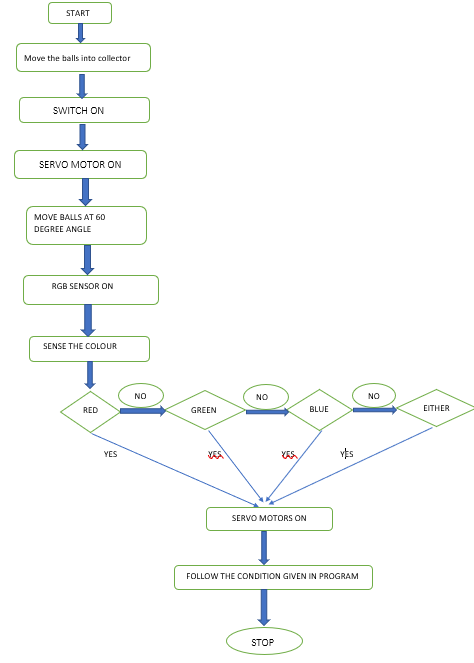 START
Move the balls into collector
SWITCH ON
SERVO MOTOR ON
MOVE BALLS AT 60
DEGREE ANGLE
RGB SENSOR ON
SENSE THE COLOUR
NO
NO
NO
RED
GREEN
BLUE
EITHER
YES
YES
YES
YES
SERVO MOTORS ON
FOLLOW THE CONDITION GIVEN IN PROGRAM
STOP